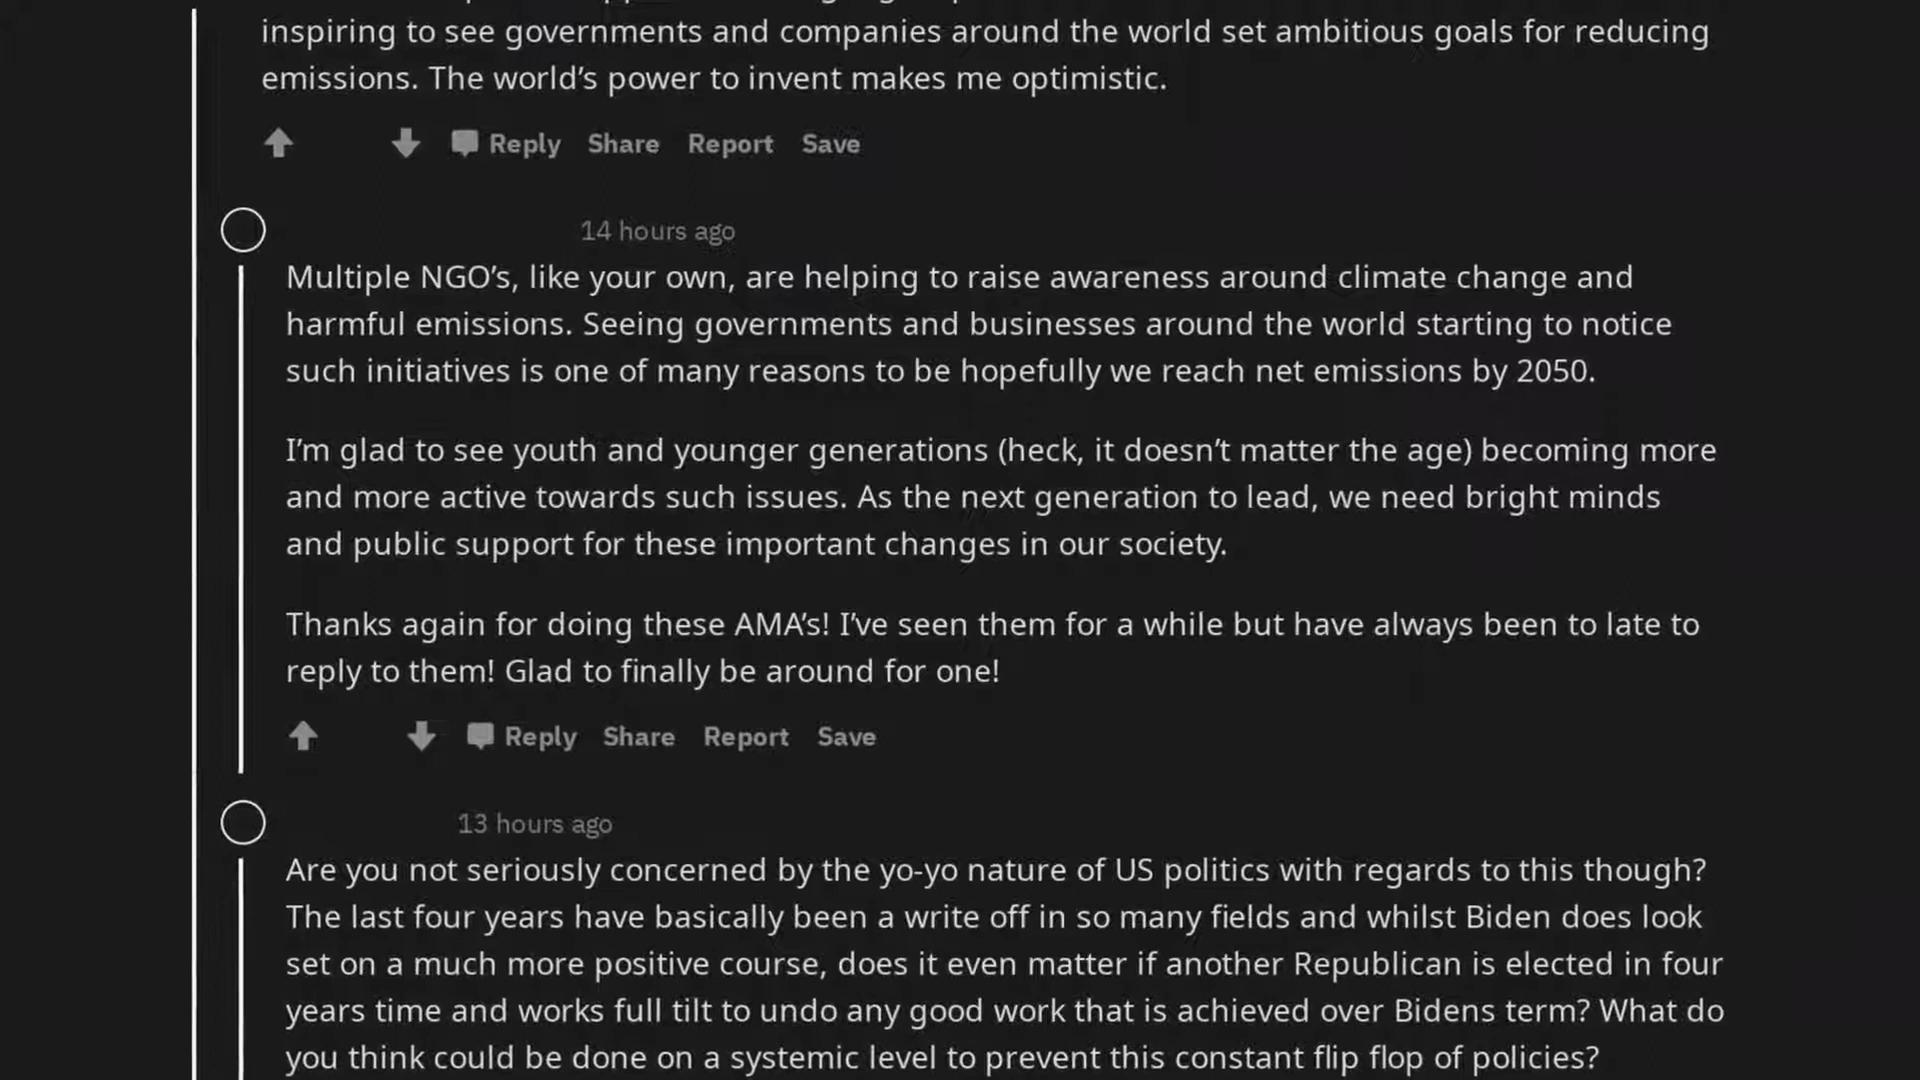 inspiring to see governments and companies around the world set ambitious goals for reducing
emissions. The world’s power to invent makes me optimistic.
Reply Share Report Save
14 hours ago
Multiple NGO’s, like your own, are helping to raise awareness around climate change and
harmful emissions. Seeing governments and businesses around the world starting to notice
such initiatives is one of many reasons to be hopefully we reach net emissions by 2050.
I’m glad to see youth and younger generations (heck, it doesn’t matter the age) becoming more
and more active towards such issues. As the next generation to lead, we need bright minds
and public support for these important changes in our society.
Thanks again for doing these AMA’s! I’ve seen them for a while but have always been to late to
reply to them! Glad to finally be around for one!
Reply Share Report Save
13 hours ago
Are you not seriously concerned by the yo-yo nature of US politics with regards to this though?
The last four years have basically been a write off in so many fields and whilst Biden does look
set on a much more positive course, does it even matter if another Republican is elected in four
years time and works full tilt to undo any good work that is achieved over Bidens term? What do
you think could be done on a systemic level to prevent this constant flip flop of policies?